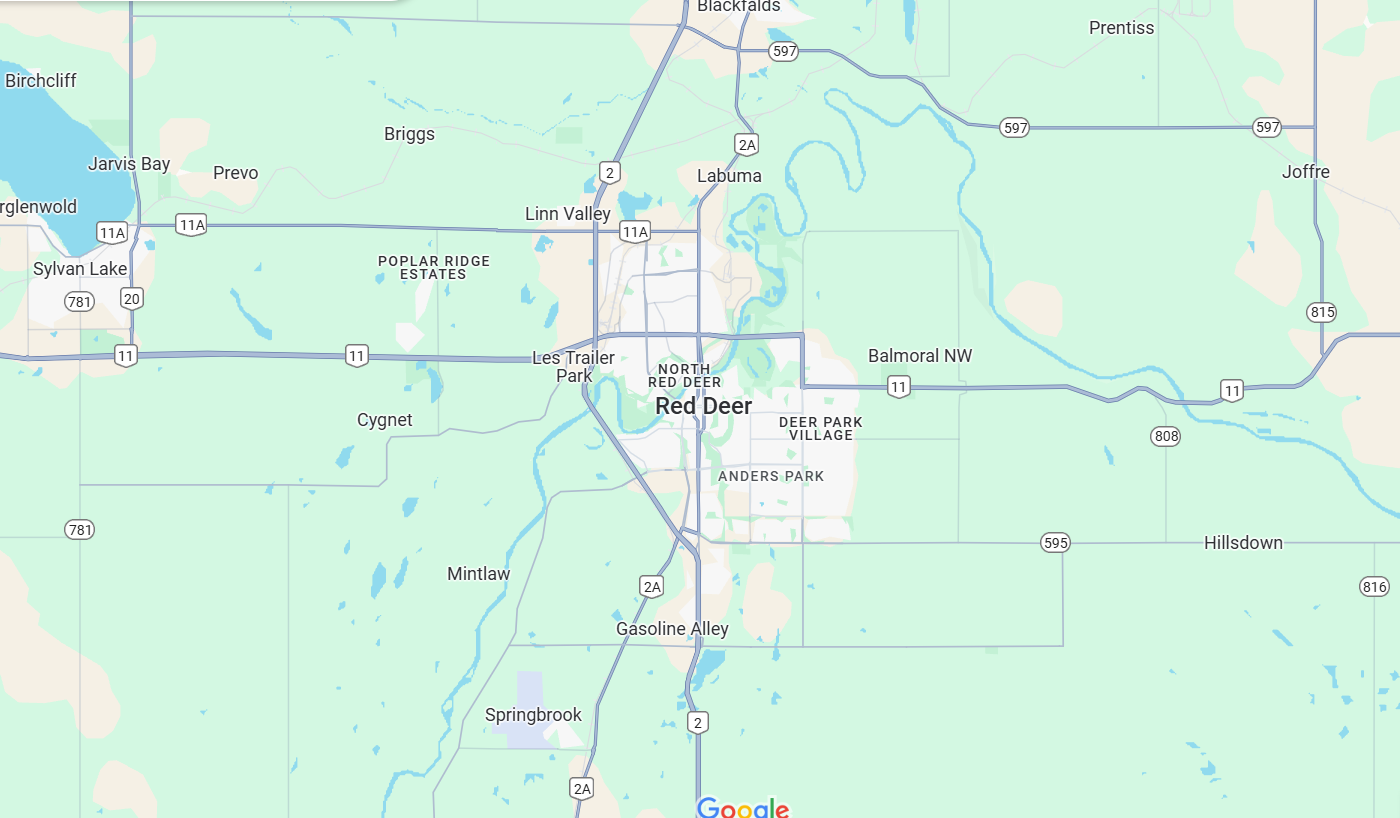 Blackfalds
Prentiss
597
Birchcliff
597
597
Briggs
2A
Jarvis Bay
Prevo
2
Labuma
Joffre
rglenwold
Linn Valley
11A
11A
11A
Sylvan Lake
POPLAR RIDGE
ESTATES
781
20
815
11
11
Les Trailer
Park
Balmoral NW
NORTH
RED DEER
11
11
Red Deer
Cygnet
DEER PARK
VILLAGE
808
ANDERS PARK
781
595
Hillsdown
Mintlaw
2A
816
Gasoline Alley
Springbrook
2
2A
Google